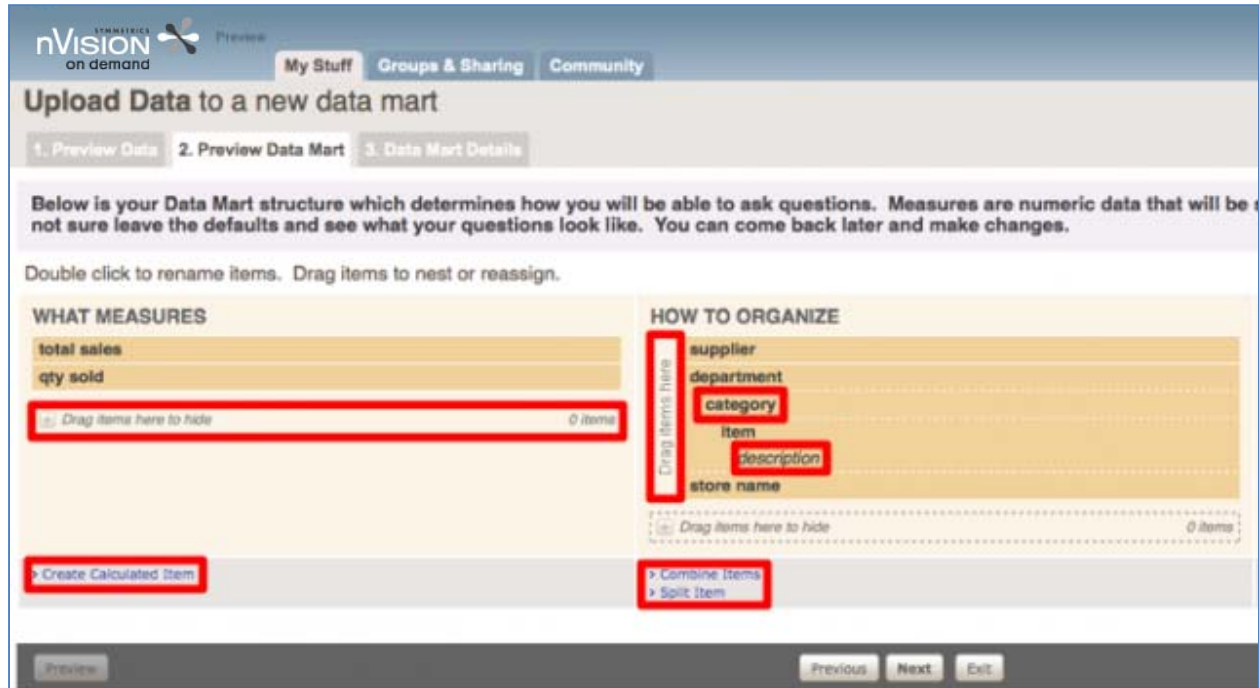 SYMMETRICS
nVISION
on demand
Preview
My Stuff Groups & Sharing Community
Upload Data to a new data mart
1. Preview Data 2. Preview Data Mart 3. Data Mart Details
Below is your Data Mart structure which determines how you will be able to ask questions. Measures are numeric data that will be
not sure leave the defaults and see what your questions look like. You can come back later and make changes.
Double click to rename items. Drag items to nest or reassign.
WHAT MEASURES
total sales
qty sold
Drag items here to hide 0 items
> Create Calculated Item
HOW TO ORGANIZE
Drag items here
supplier
department
category
item
description
store name
Drag items here to hide 0 items
> Combine Items
> Split Item
Preview Previous Next Exit